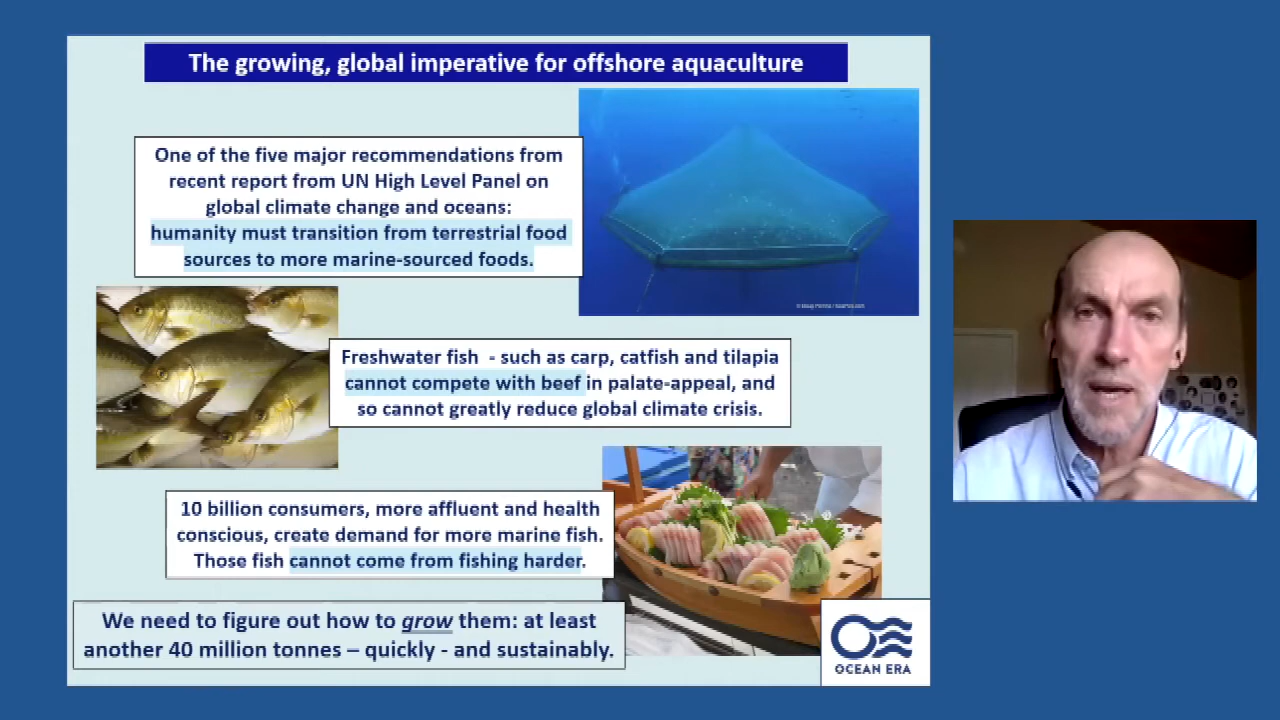 The growing, global imperative for offshore aquaculture
One of the five major recommendations from
recent report from UN High Level Panel on
global climate change and oceans:
humanity must transition from terrestrial food
sources to more marine-sourced foods.
Freshwater fish - such as carp, catfish and tilapia
cannot compete with beef in palate-appeal, and
so cannot greatly reduce global climate crisis.
10 billion consumers, more affluent and health
conscious, create demand for more marine fish.
Those fish cannot come from fishing harder.
We need to figure out how to grow them: at least
another 40 million tonnes – quickly - and sustainably.
OCEAN ERA